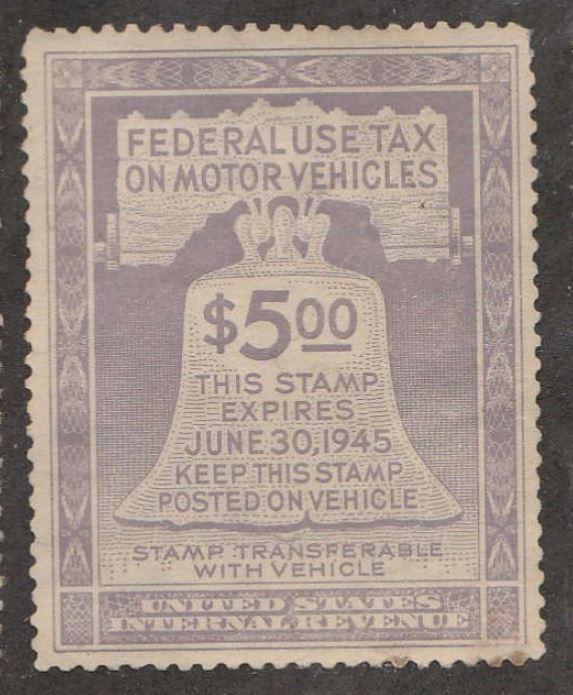 FEDERAL USE TAX
ON MOTOR VEHICLES
$5.00
THIS STAMP
EXPIRES
JUNE 30, 1945
KEEP THIS STAMP
POSTED ON VEHICLE
STAMP TRANSFERABLE
WITH VEHICLE
UNITED STATES
INTERNAL REVENUE